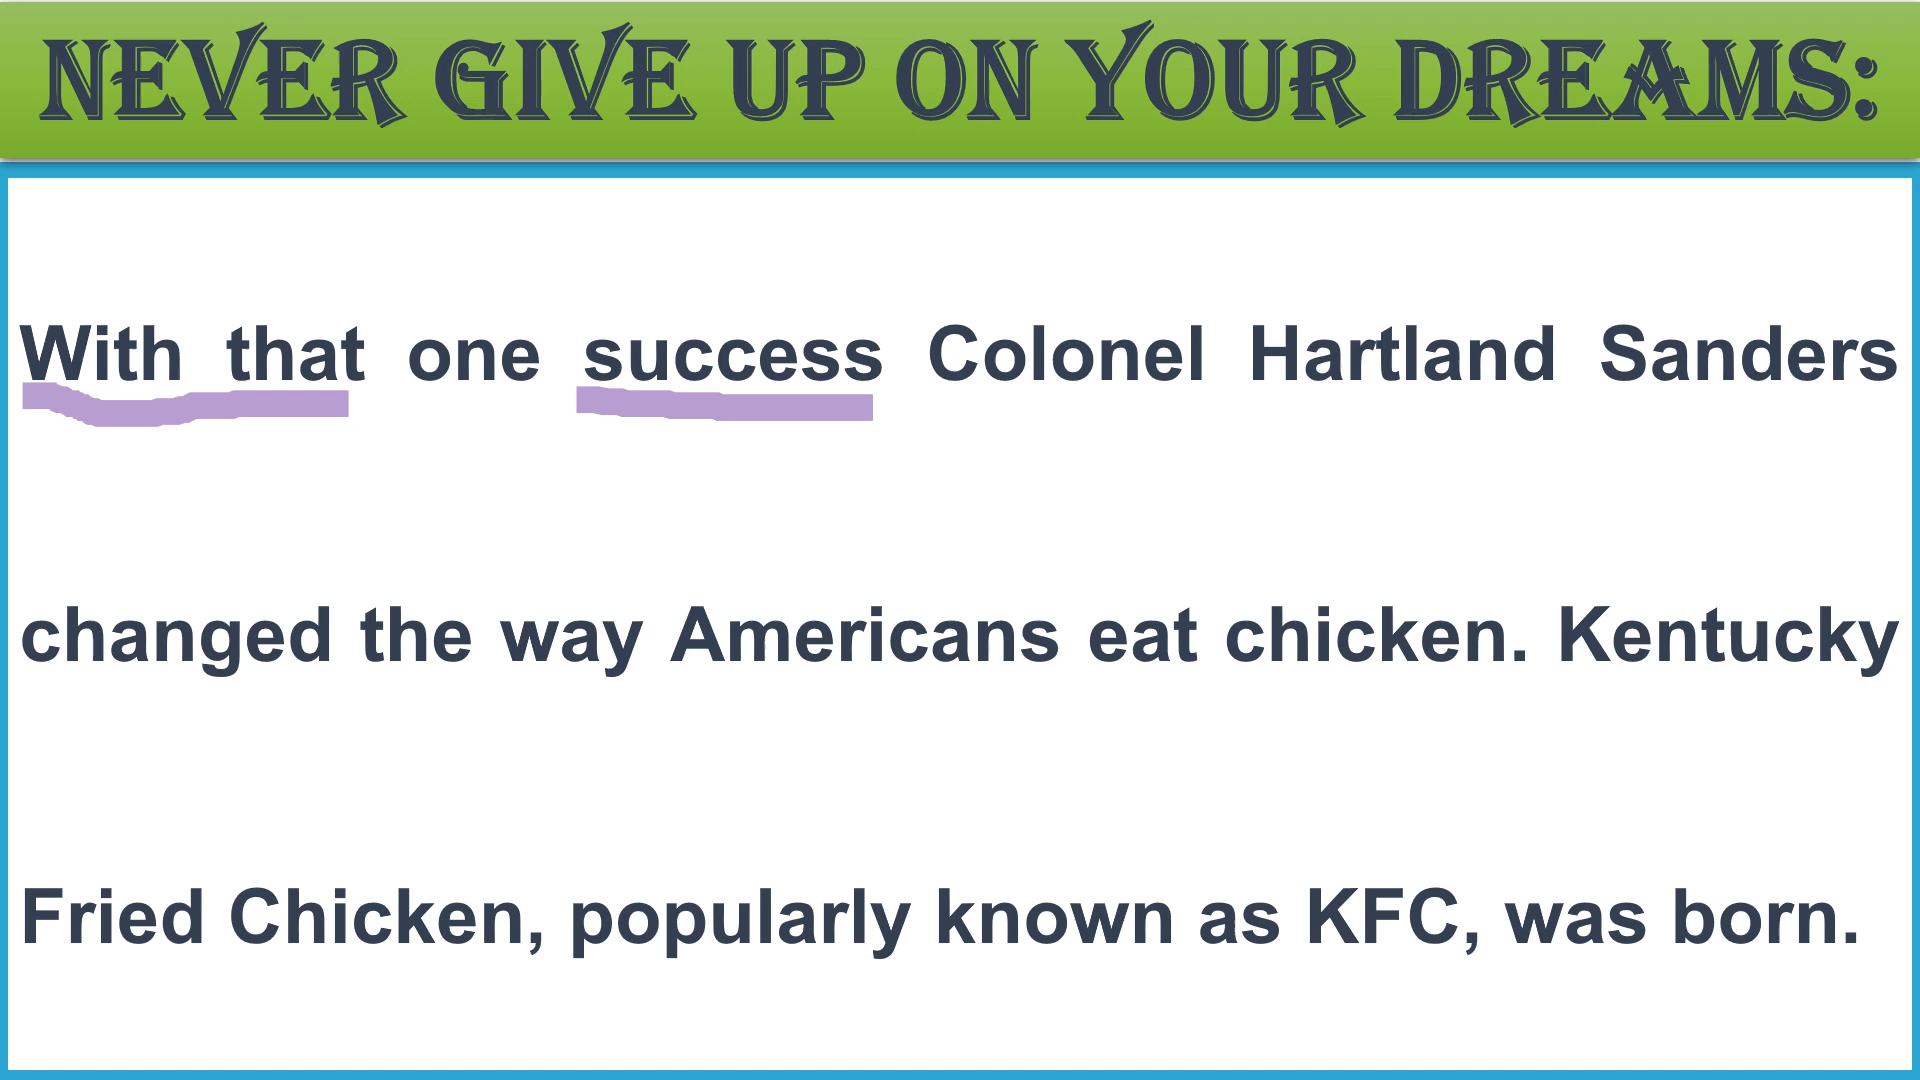 NEVER GIVE UP ON YOUR DREAMS:
With that one success Colonel Hartland Sanders
changed the way Americans eat chicken. Kentucky
Fried Chicken, popularly known as KFC, was born.